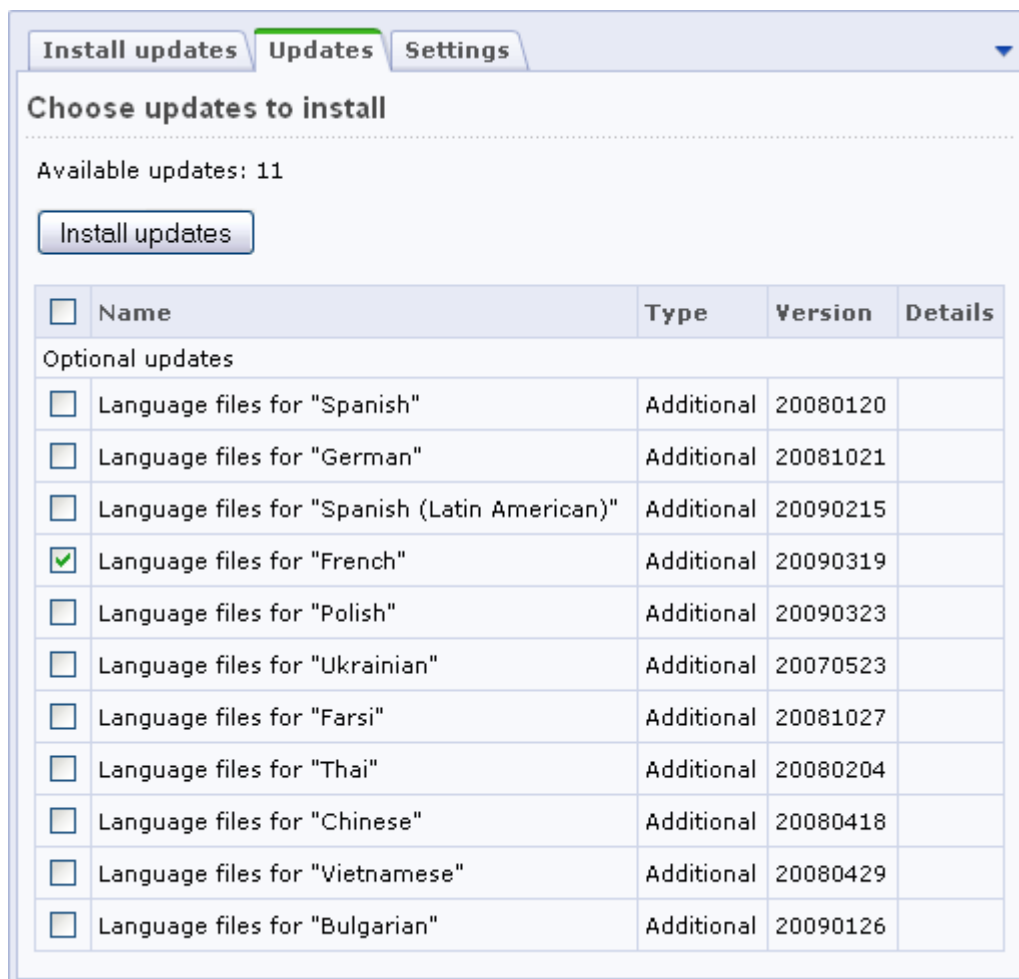 Install updates Updates Settings
Choose updates to install
Available updates: 11
Install updates
Name Type Version Details
Optional updates
Language files for "Spanish" Additional 20080120
Language files for "German" Additional 20081021
Language files for "Spanish (Latin American)" Additional 20090215
Language files for "French" Additional 20090319
Language files for "Polish" Additional 20090323
Language files for "Ukrainian" Additional 20070523
Language files for "Farsi" Additional 20081027
Language files for "Thai" Additional 20080204
Language files for "Chinese" Additional 20080418
Language files for "Vietnamese" Additional 20080429
Language files for "Bulgarian" Additional 20090126